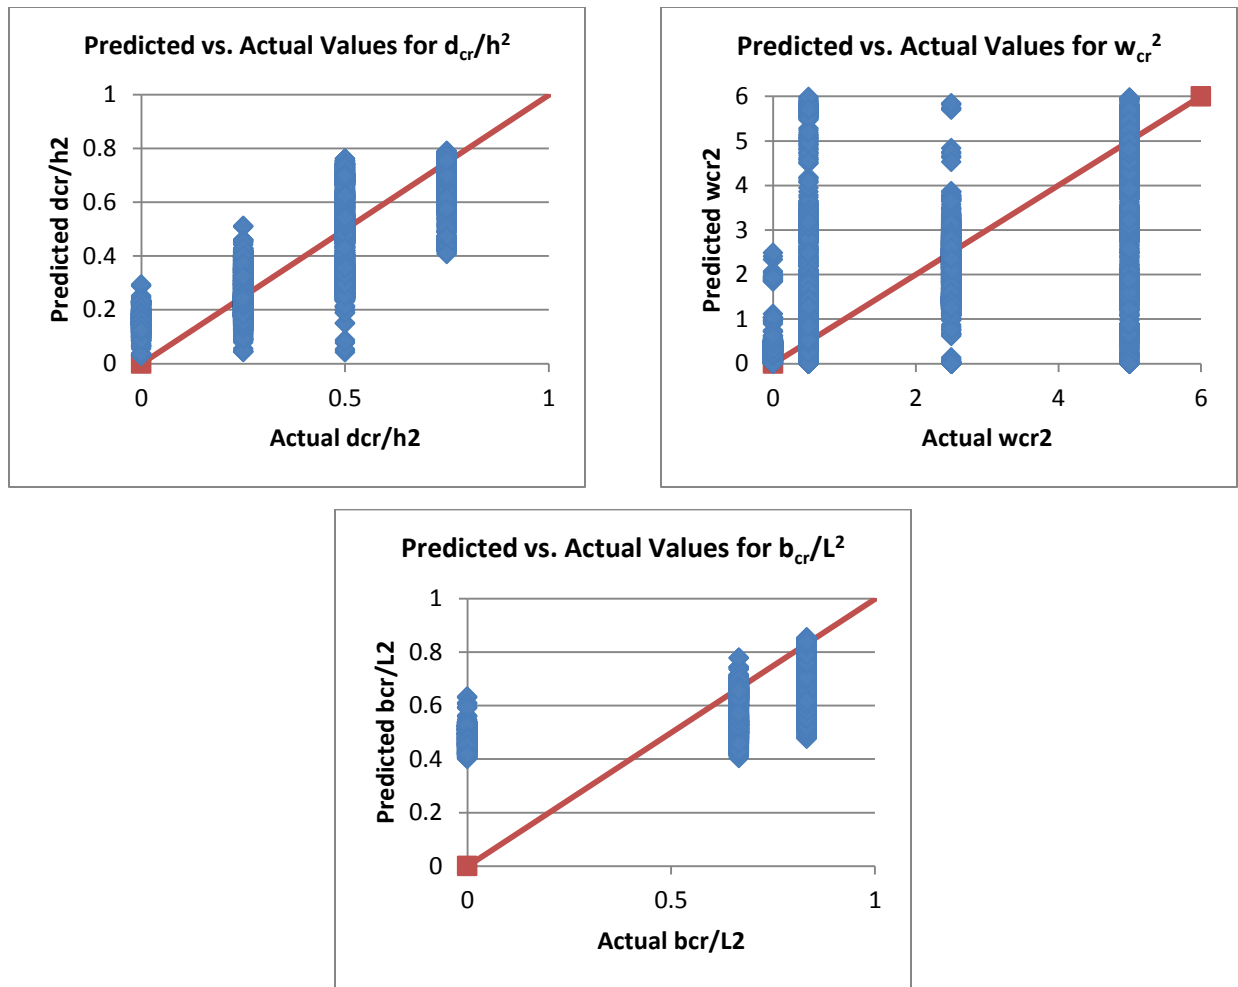 Predicted vs. Actual Values for d_cr/h²
1
0.8
0.6
0.4
0.2
0
Predicted dcr/h2
0 0.5 1
Actual dcr/h2
Predicted vs. Actual Values for w_cr²
6
5
4
3
2
1
0
Predicted wcr2
0 2 4 6
Actual wcr2
Predicted vs. Actual Values for b_cr/L²
1
0.8
0.6
0.4
0.2
0
Predicted bcr/L2
0 0.5 1
Actual bcr/L2